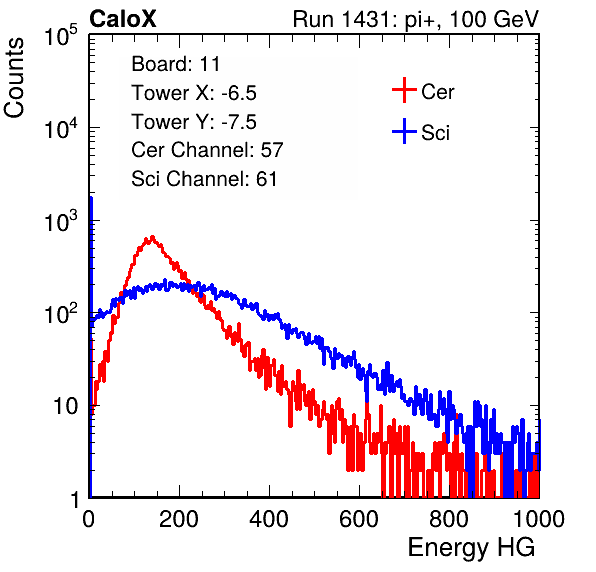 CaloX Run 1431: pi+, 100 GeV
Counts
10^5
10^4
10^3
10^2
10
1
Board: 11
Tower X: -6.5
Tower Y: -7.5
Cer Channel: 57
Sci Channel: 61
Cer
Sci
0 200 400 600 800 1000
Energy HG